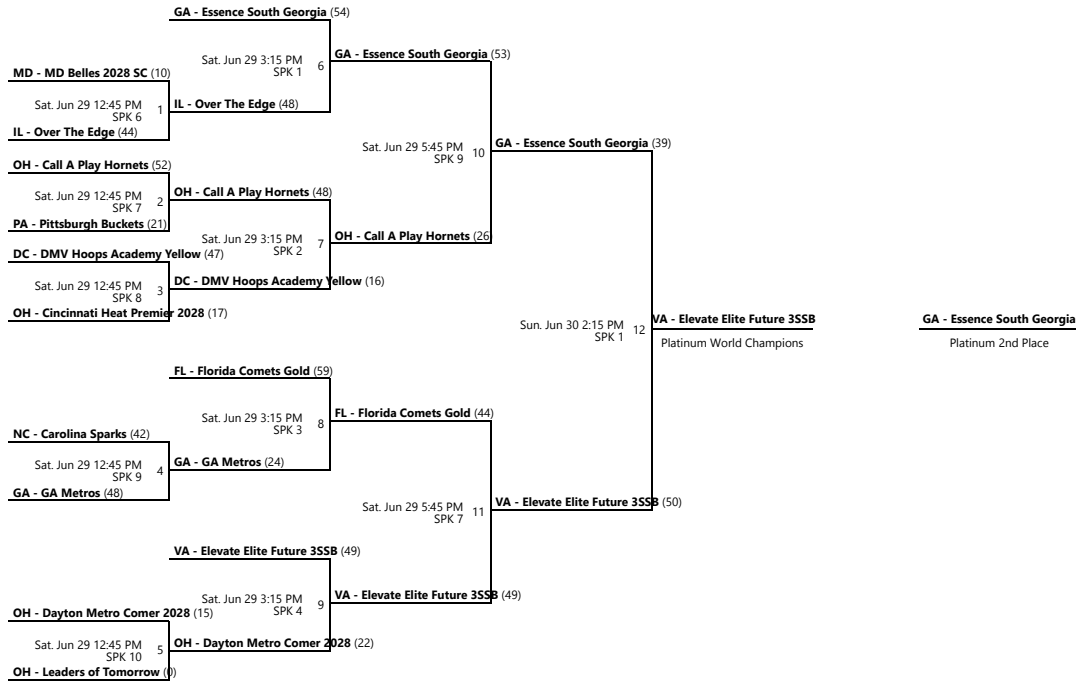 GA - Essence South Georgia (54)
Sat. Jun 29 3:15 PM
SPK 1
6
GA - Essence South Georgia (53)
MD - MD Belles 2028 SC (10)
Sat. Jun 29 12:45 PM
SPK 6
1
IL - Over The Edge (48)
IL - Over The Edge (44)
Sat. Jun 29 5:45 PM
SPK 9
10
GA - Essence South Georgia (39)
OH - Call A Play Hornets (52)
Sat. Jun 29 12:45 PM
SPK 7
2
OH - Call A Play Hornets (48)
PA - Pittsburgh Buckets (21)
Sat. Jun 29 3:15 PM
SPK 2
7
OH - Call A Play Hornets (26)
DC - DMV Hoops Academy Yellow (47)
Sat. Jun 29 12:45 PM
SPK 8
3
DC - DMV Hoops Academy Yellow (16)
OH - Cincinnati Heat Premier 2028 (17)
Sun. Jun 30 2:15 PM
SPK 1
12
VA - Elevate Elite Future 3SSB
Platinum World Champions
GA - Essence South Georgia
Platinum 2nd Place
FL - Florida Comets Gold (59)
Sat. Jun 29 3:15 PM
SPK 3
8
FL - Florida Comets Gold (44)
NC - Carolina Sparks (42)
Sat. Jun 29 12:45 PM
SPK 9
4
GA - GA Metros (24)
GA - GA Metros (48)
Sat. Jun 29 5:45 PM
SPK 7
11
VA - Elevate Elite Future 3SSB (50)
VA - Elevate Elite Future 3SSB (49)
Sat. Jun 29 3:15 PM
SPK 4
9
VA - Elevate Elite Future 3SSB (49)
OH - Dayton Metro Comer 2028 (15)
Sat. Jun 29 12:45 PM
SPK 10
5
OH - Dayton Metro Comer 2028 (22)
OH - Leaders of Tomorrow (0)